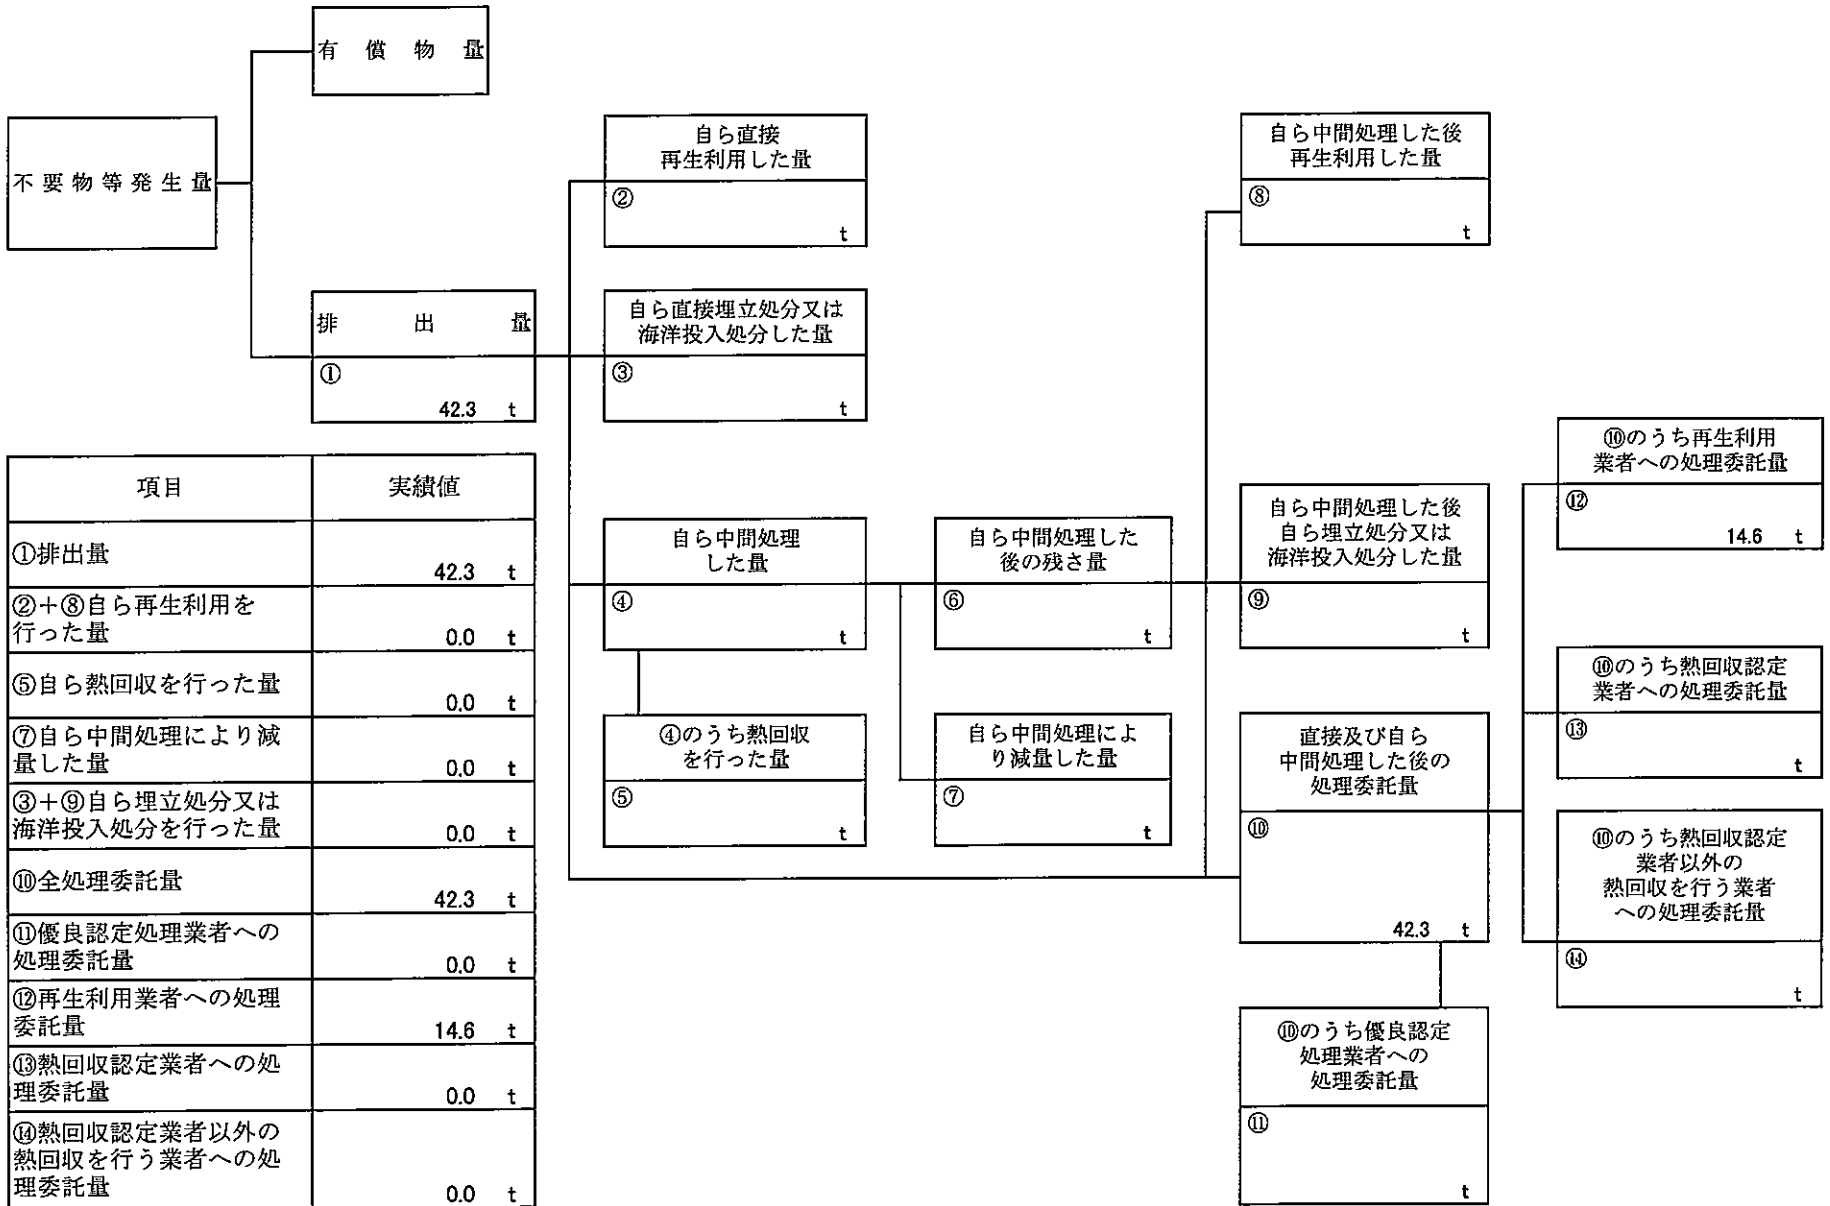 有償物量
不要物等発生量
排出量
①
42.3 t
自ら直接
再生利用した量
②
t
自ら直接埋立処分又は
海洋投入処分した量
③
t
自ら中間処理
した量
④
t
④のうち熱回収
を行った量
⑤
t
自ら中間処理した
後の残さ量
⑥
t
自ら中間処理によ
り減量した量
⑦
t
自ら中間処理した後
再生利用した量
⑧
t
自ら中間処理した後
自ら埋立処分又は
海洋投入処分した量
⑨
t
直接及び自ら
中間処理した後の
処理委託量
⑩
42.3 t
⑩のうち優良認定
処理業者への
処理委託量
⑪
t
⑩のうち再生利用
業者への処理委託量
⑫
14.6 t
⑩のうち熱回収認定
業者への処理委託量
⑬
t
⑩のうち熱回収認定
業者以外の
熱回収を行う業者
への処理委託量
⑭
t
項目 実績値
①排出量
42.3 t
②+⑧自ら再生利用を
行った量
0.0 t
⑤自ら熱回収を行った量
0.0 t
⑦自ら中間処理により減
量した量
0.0 t
③+⑨自ら埋立処分又は
海洋投入処分を行った量
0.0 t
⑩全処理委託量
42.3 t
⑪優良認定処理業者への
処理委託量
0.0 t
⑫再生利用業者への処理
委託量
14.6 t
⑬熱回収認定業者への処
理委託量
0.0 t
⑭熱回収認定業者以外の
熱回収を行う業者への処
理委託量
0.0 t